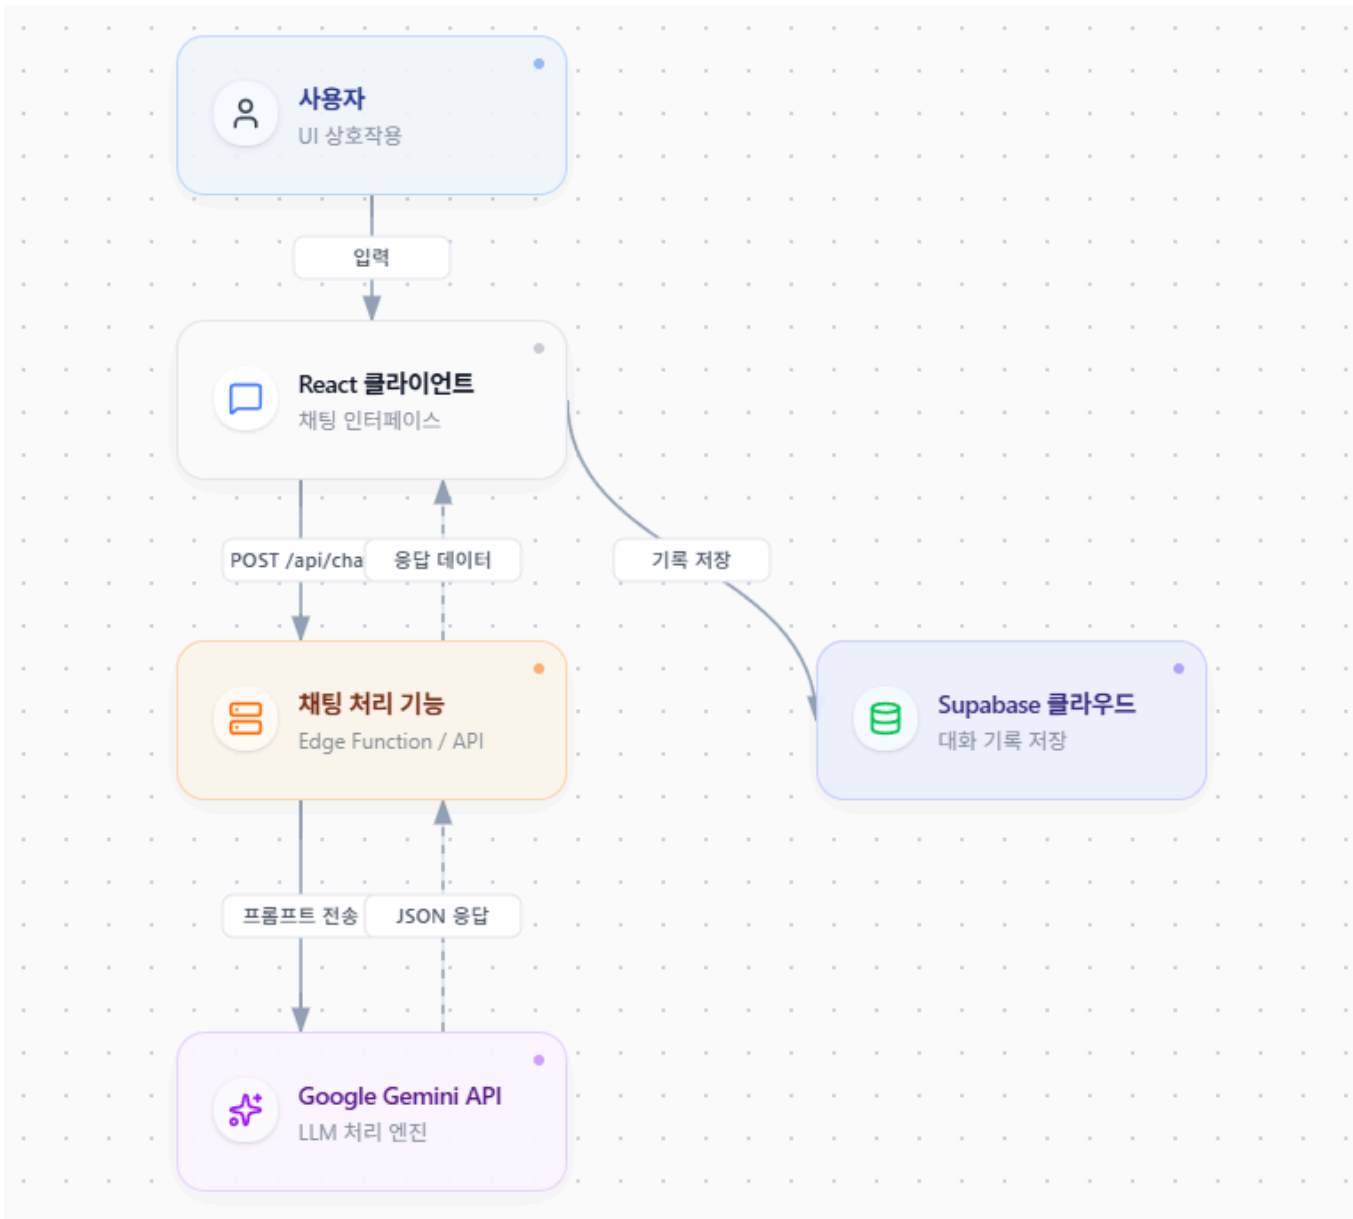 사용자
UI 상호작용
입력
React 클라이언트
채팅 인터페이스
POST /api/cha
응답 데이터
기록 저장
채팅 처리 기능
Edge Function / API
Supabase 클라우드
대화 기록 저장
프롬프트 전송
JSON 응답
Google Gemini API
LLM 처리 엔진